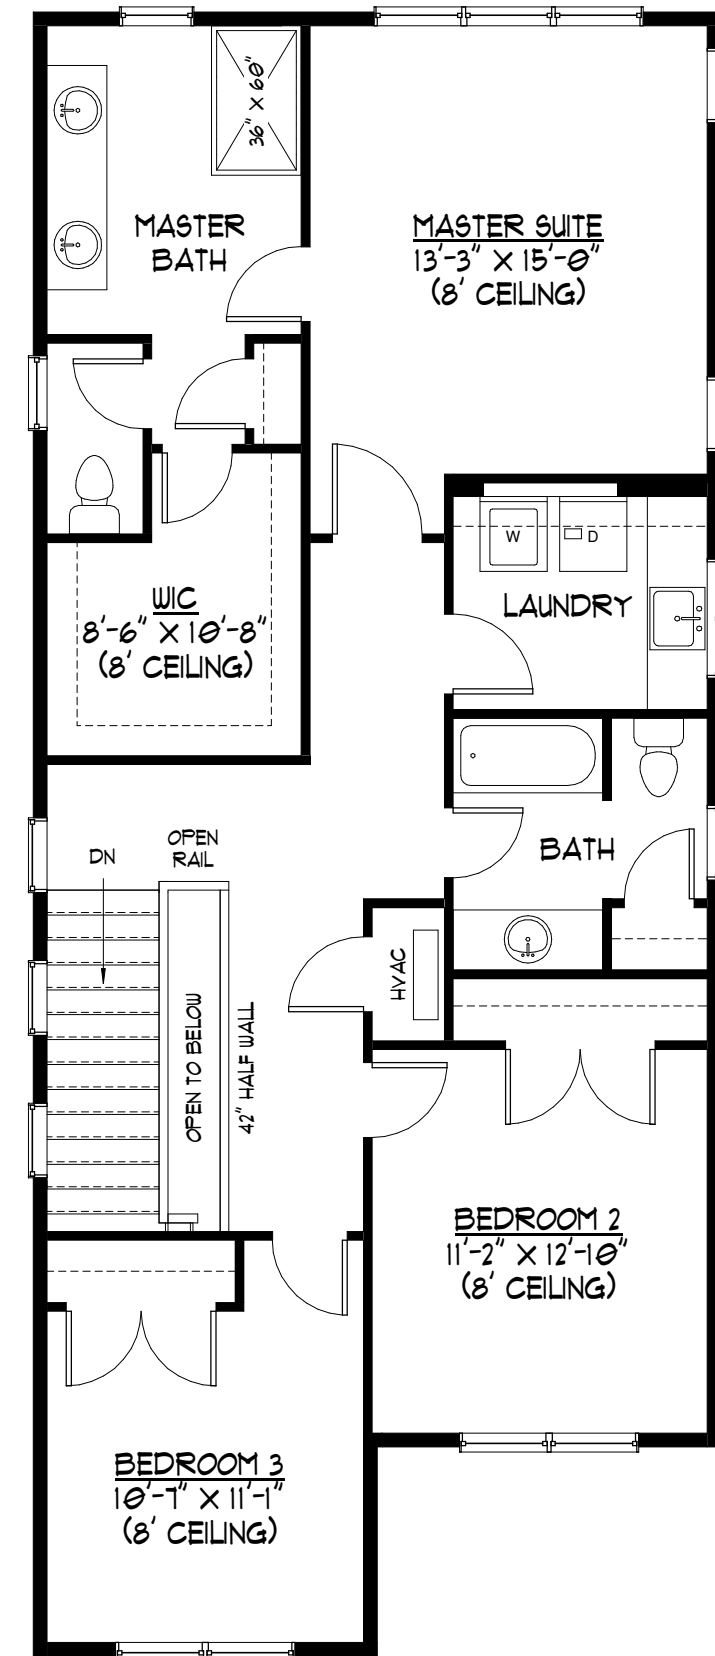 36" X 60"
MASTER
BATH
MASTER SUITE
13'-3" X 15'-0"
(8' CEILING)
W
D
LAUNDRY
WIC
8'-6" X 10'-8"
(8' CEILING)
OPEN
RAIL
DN
BATH
HVAC
OPEN TO BELOW
42" HALF WALL
BEDROOM 2
11'-2" X 12'-10"
(8' CEILING)
BEDROOM 3
10'-7" X 11'-1"
(8' CEILING)